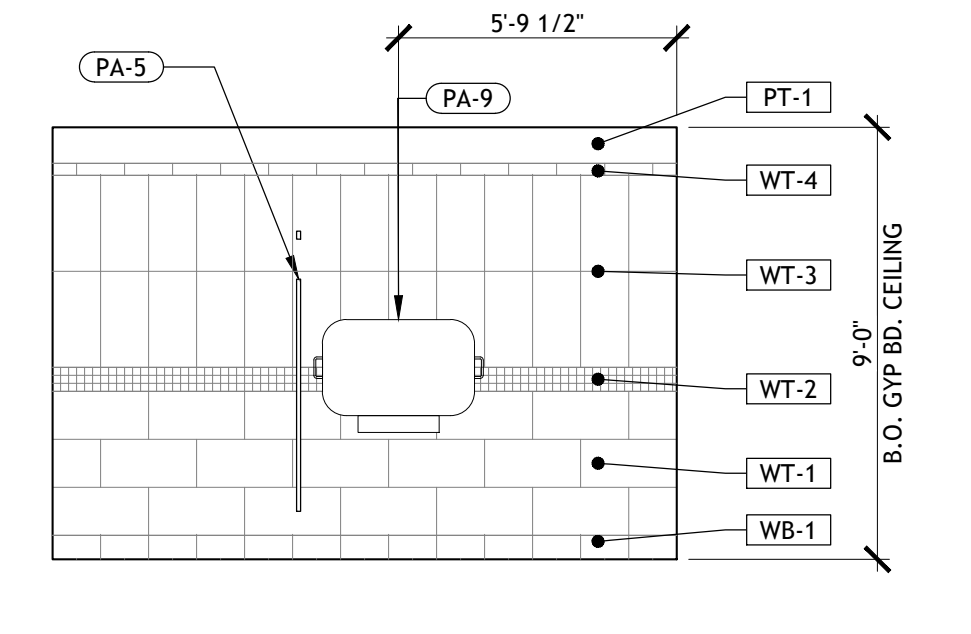 5'-9 1/2"
PA-5
PA-9
PT-1
WT-4
WT-3
WT-2
WT-1
WB-1
9'-0"
B.O. GYP BD. CEILING